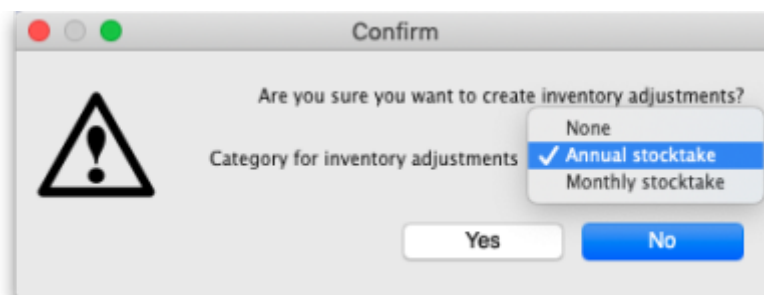 Confirm
Are you sure you want to create inventory adjustments?
None
Category for inventory adjustments ✓ Annual stocktake
Monthly stocktake
Yes No